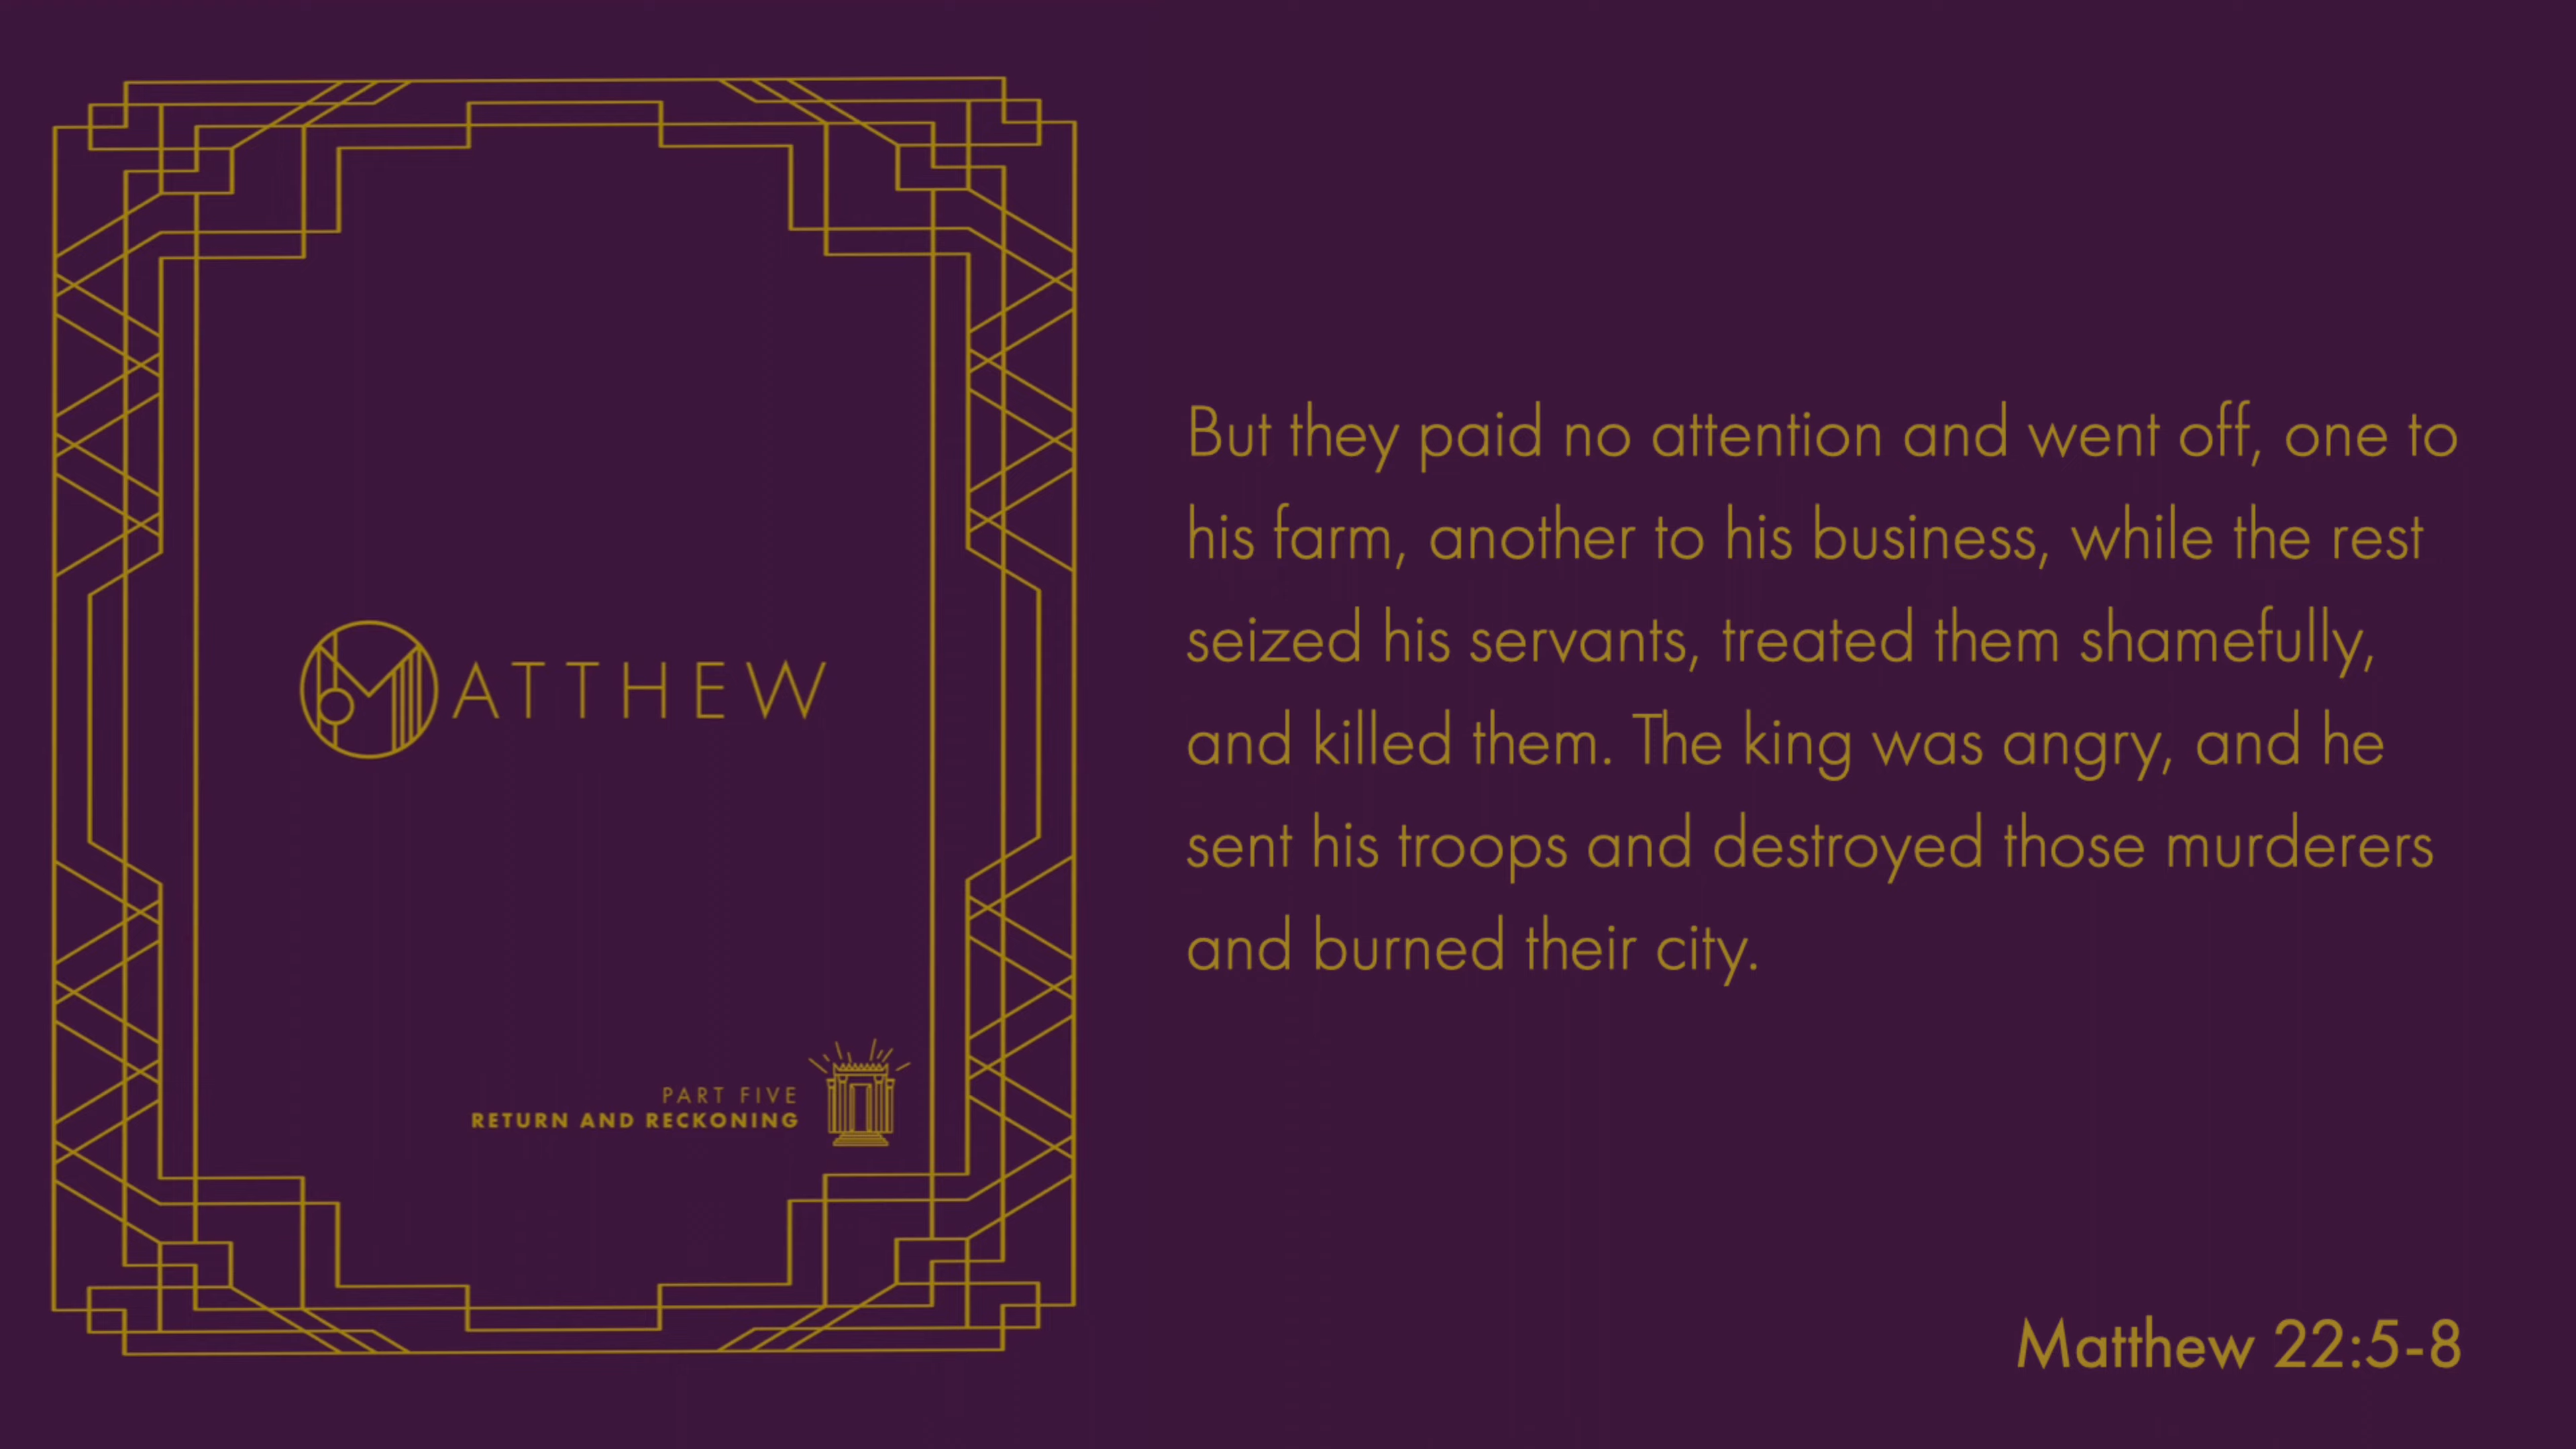 MATTHEW
PART FIVE
RETURN AND RECKONING
But they paid no attention and went off, one to
his farm, another to his business, while the rest
seized his servants, treated them shamefully,
and killed them. The king was angry, and he
sent his troops and destroyed those murderers
and burned their city.
Matthew 22:5-8